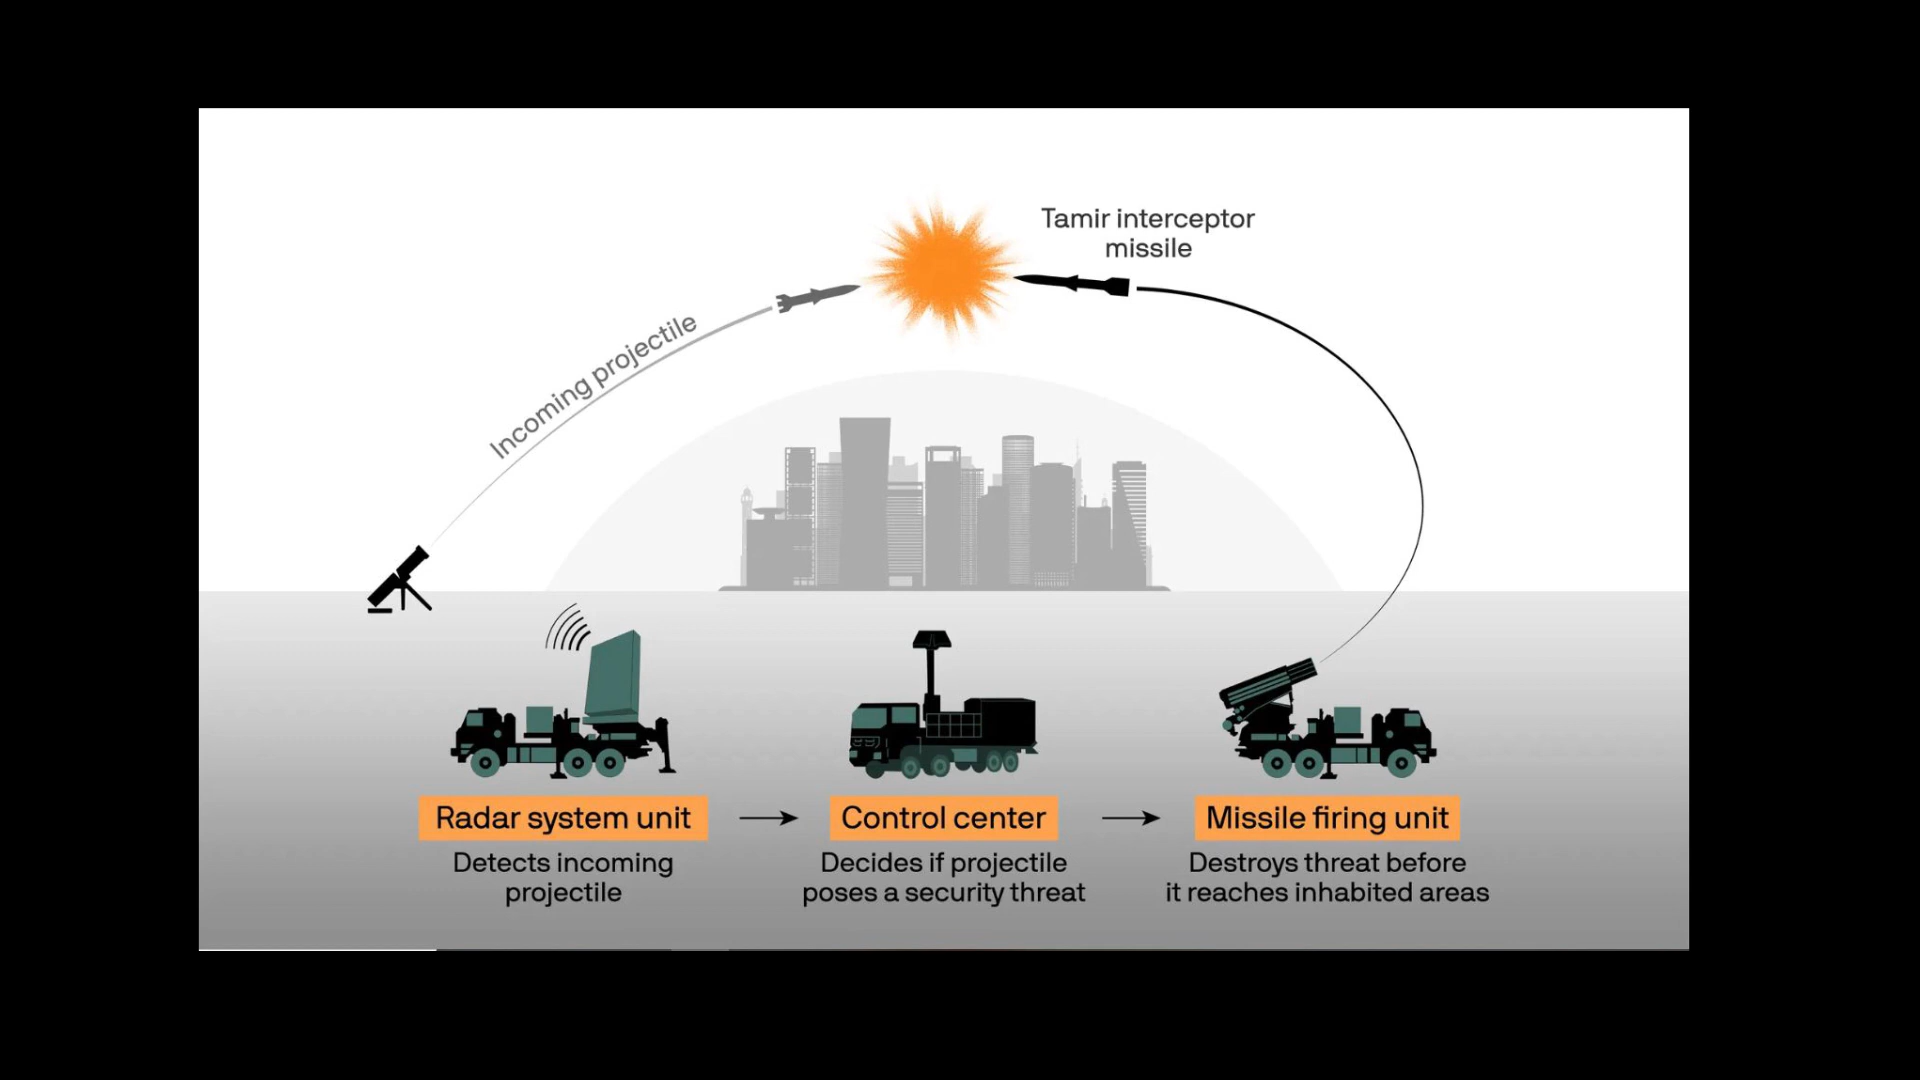 Tamir interceptor
missile
Incoming projectile
Radar system unit
Detects incoming
projectile
Control center
Decides if projectile
poses a security threat
Missile firing unit
Destroys threat before
it reaches inhabited areas